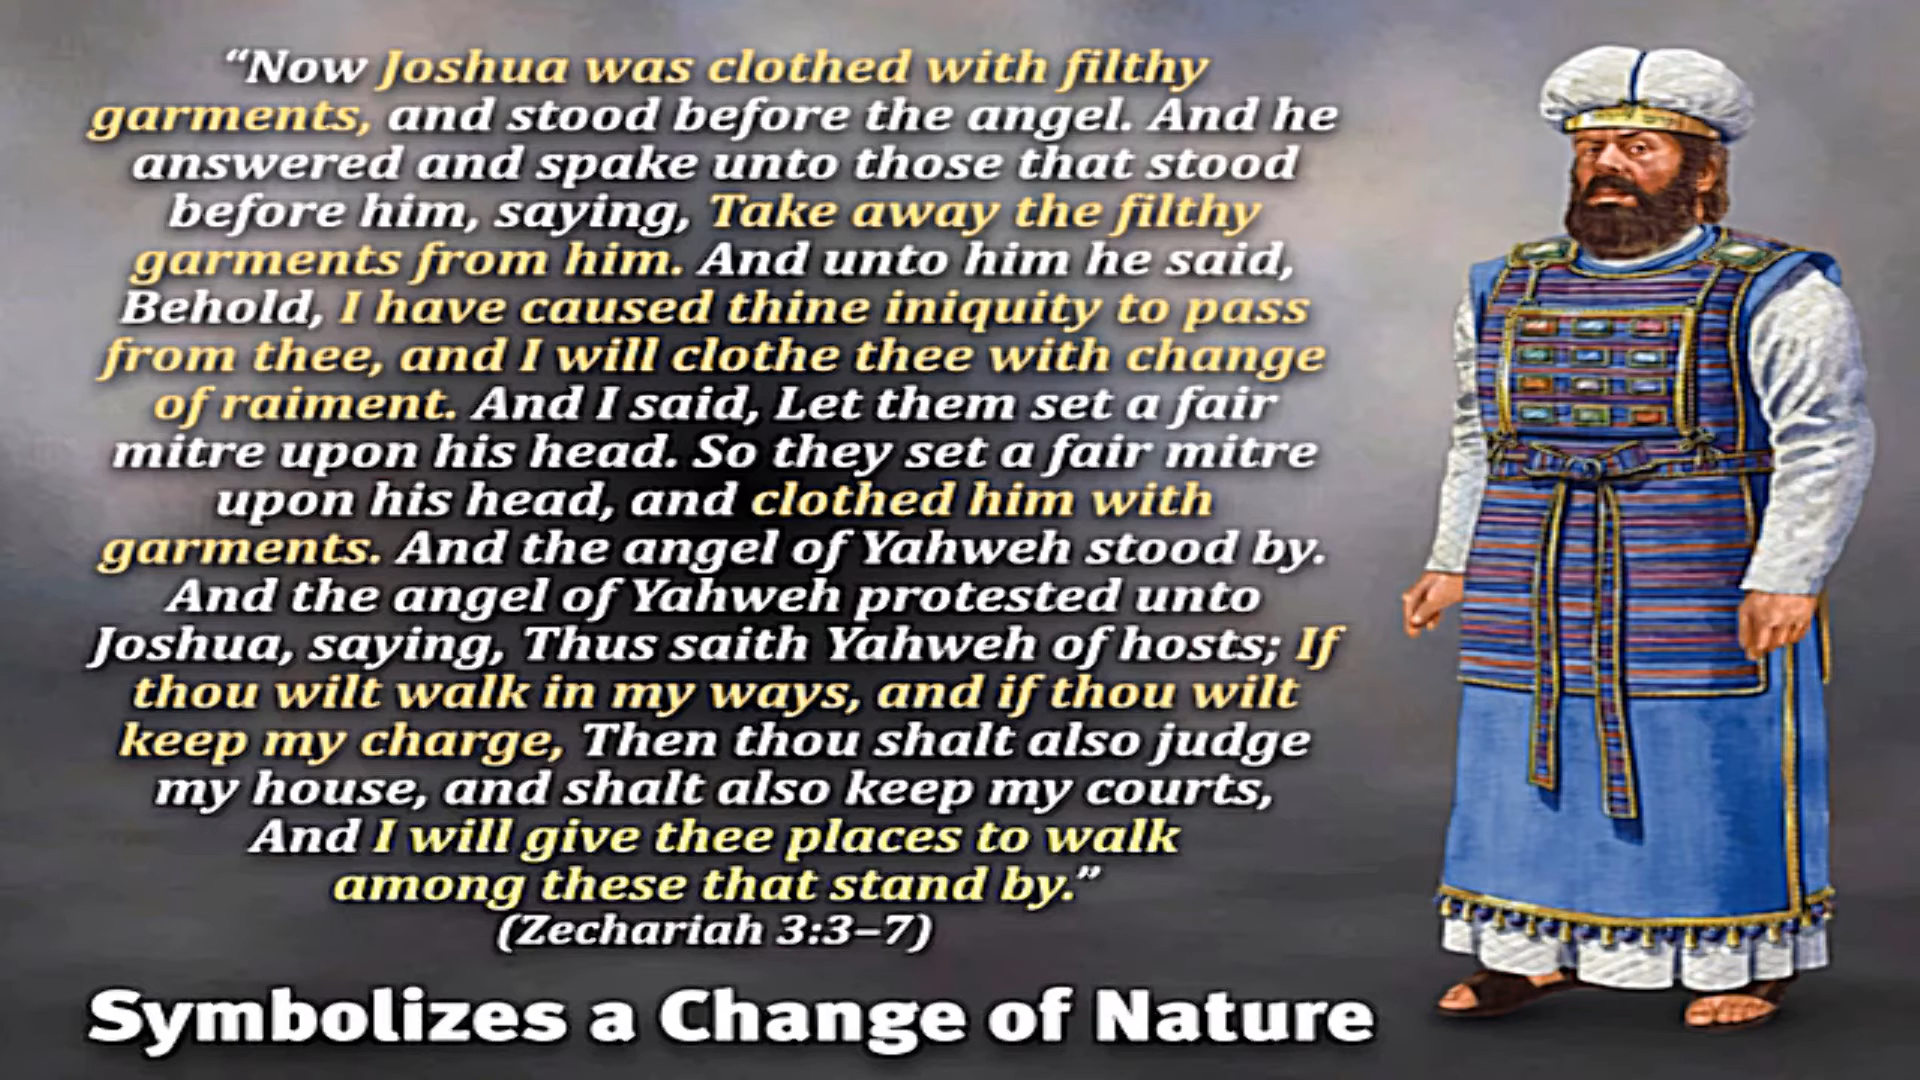 “Now Joshua was clothed with filthy
garments, and stood before the angel. And he
answered and spake unto those that stood
before him, saying, Take away the filthy
garments from him. And unto him he said,
Behold, I have caused thine iniquity to pass
from thee, and I will clothe thee with change
of raiment. And I said, Let them set a fair
mitre upon his head. So they set a fair mitre
upon his head, and clothed him with
garments. And the angel of Yahweh stood by.
And the angel of Yahweh protested unto
Joshua, saying, Thus saith Yahweh of hosts; If
thou wilt walk in my ways, and if thou wilt
keep my charge, Then thou shalt also judge
my house, and shalt also keep my courts,
And I will give thee places to walk
among these that stand by.”
(Zechariah 3:3–7)
Symbolizes a Change of Nature